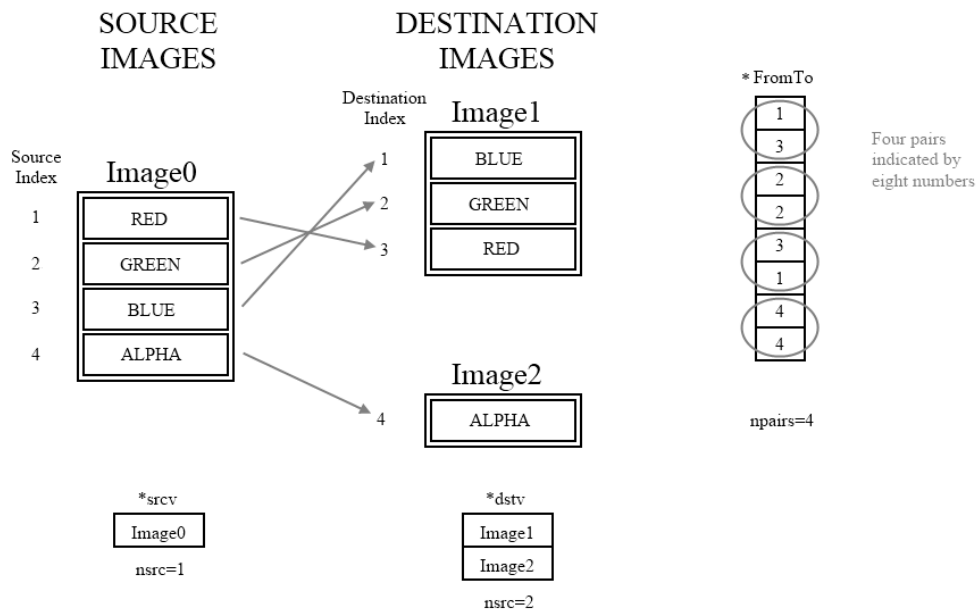 SOURCE
IMAGES
DESTINATION
IMAGES
Source
Index
Image0
1
RED
2
GREEN
3
BLUE
4
ALPHA
Destination
Index
Image1
1
BLUE
2
GREEN
3
RED
Image2
4
ALPHA
*FromTo
1
3
2
2
3
1
4
4
Four pairs
indicated by
eight numbers
npairs=4
*srcv
Image0
nsrc=1
*dstv
Image1
Image2
nsrc=2